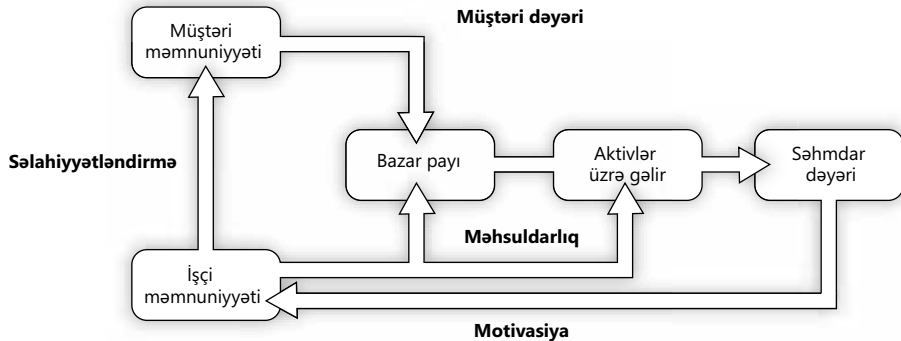 Müştəri dəyəri
Müştəri
məmnuniyyəti
Səlahiyyətləndirmə
Bazar payı
Aktivlər
üzrə gəlir
Səhmdar
dəyəri
Məhsuldarlıq
İşçi
məmnuniyyəti
Motivasiya